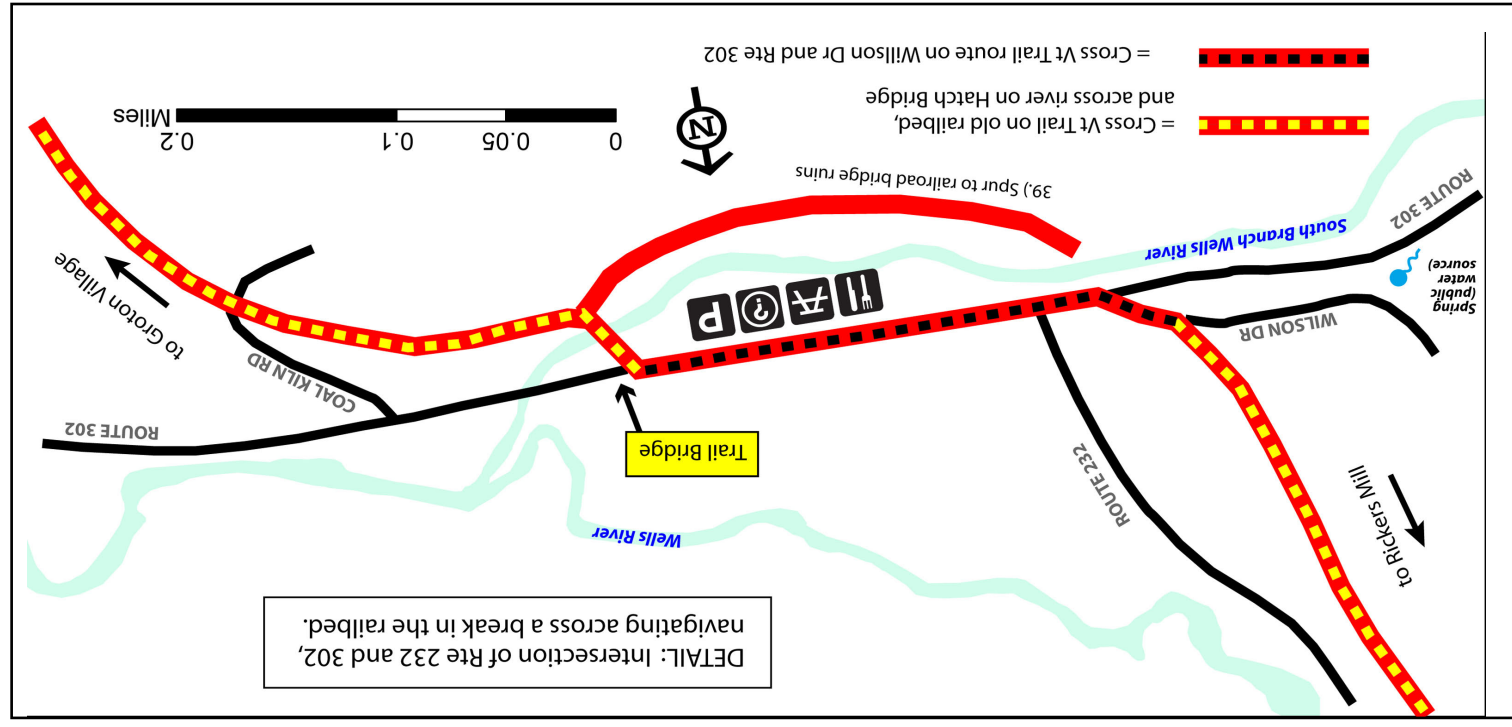 DETAIL: Intersection of Rte 232 and 302,
navigating across a break in the railbed.
to Rickers Mill
ROUTE 232
Wells River
Trail Bridge
ROUTE 302
COAL KILN RD
to Groton Village
WILSON DR
Spring
(public
water
source)
ROUTE 302
South Branch Wells River
P
?
39.) Spur to railroad bridge ruins
N
0
0.05
0.1
0.2
Miles
= Cross Vt Trail on old railbed,
and across river on Hatch Bridge
= Cross Vt Trail route on Willson Dr and Rte 302